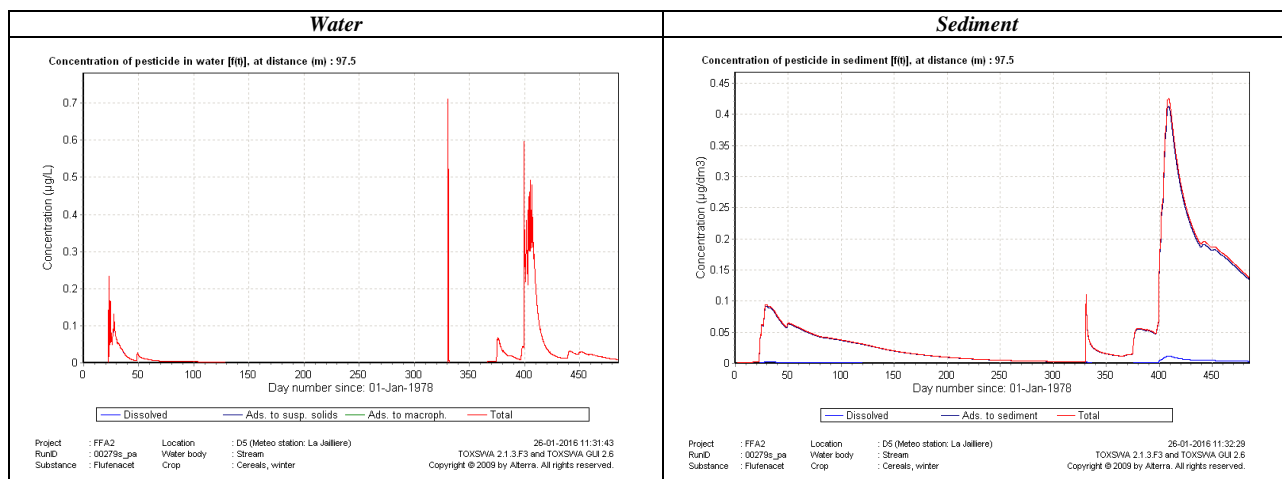 Water
Sediment
Concentration of pesticide in water [f(t)], at distance (m) : 97.5
0.7
0.6
0.5
0.4
0.3
0.2
0.1
0
Concentration (µg/L)
0 50 100 150 200 250 300 350 400 450
Day number since: 01-Jan-1978
Dissolved Ads. to susp. solids Ads. to macroph. Total
Project : FFA2 Location : D5 (Meteo station: La Jailliere) 26-01-2016 11:31:43
RunID : 00279s_pa Water body : Stream TOXSWA 2.1.3.F3 and TOXSWA GUI 2.6
Substance : Flufenacet Crop : Cereals, winter Copyright © 2009 by Alterra. All rights reserved.
Concentration of pesticide in sediment [f(t)], at distance (m) : 97.5
0.45
0.4
0.35
0.3
0.25
0.2
0.15
0.1
0.05
0
Concentration (µg/dm3)
0 50 100 150 200 250 300 350 400 450
Day number since: 01-Jan-1978
Dissolved Ads. to sediment Total
Project : FFA2 Location : D5 (Meteo station: La Jailliere) 26-01-2016 11:32:29
RunID : 00279s_pa Water body : Stream TOXSWA 2.1.3.F3 and TOXSWA GUI 2.6
Substance : Flufenacet Crop : Cereals, winter Copyright © 2009 by Alterra. All rights reserved.